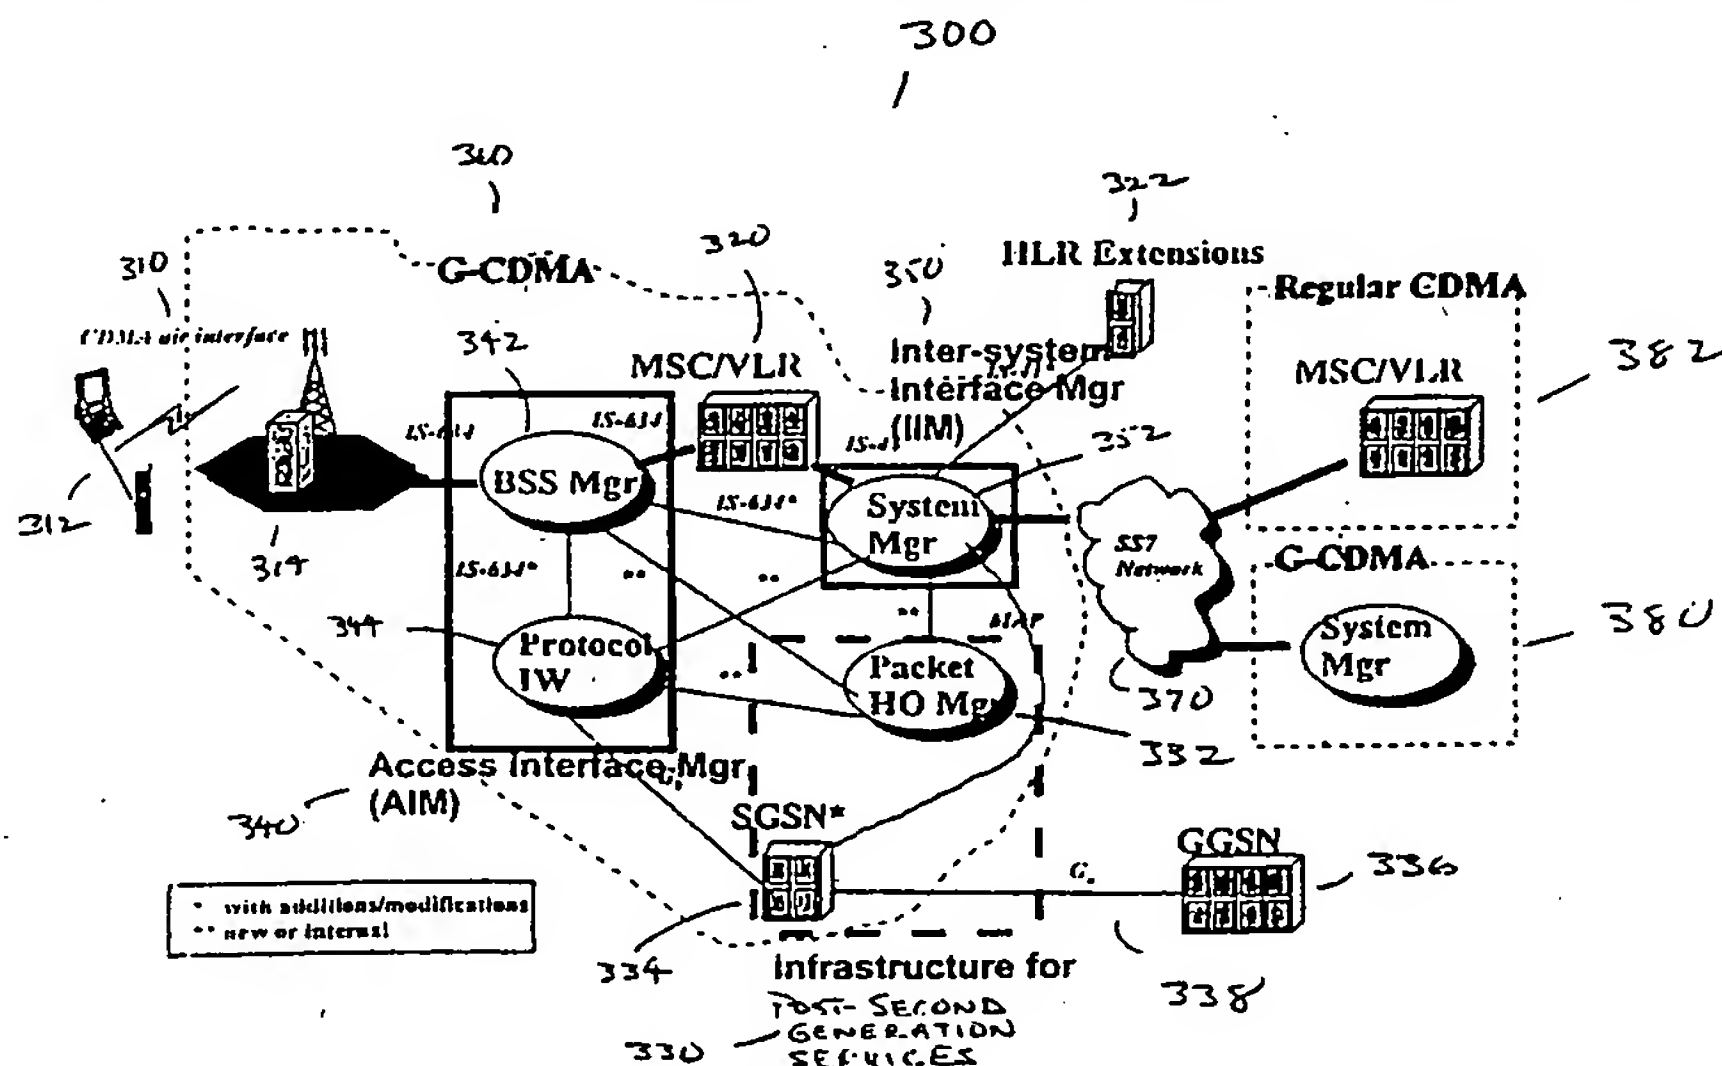 300
360
322
320
HLR Extensions
310
G-CDMA
350
Regular CDMA
CDMA air interface
342
Inter-system
Interface Mgr
(IIM)
MSC/VLR
MSC/VLR
382
IS-634
IS-634
352
BSS Mgr
IS-634*
System
Mgr
312
314
SS7
Network
G-CDMA
IS-634*
**
**
**
MAP
344
Protocol
IW
**
Packet
HO Mgr
370
System
Mgr
380
332
Access Interface Mgr
(AIM)
340
SGSN*
GGSN
336
* with additions/modifications
** new or internal
334
338
Infrastructure for
POST-SECOND
GENERATION
SERVICES
330